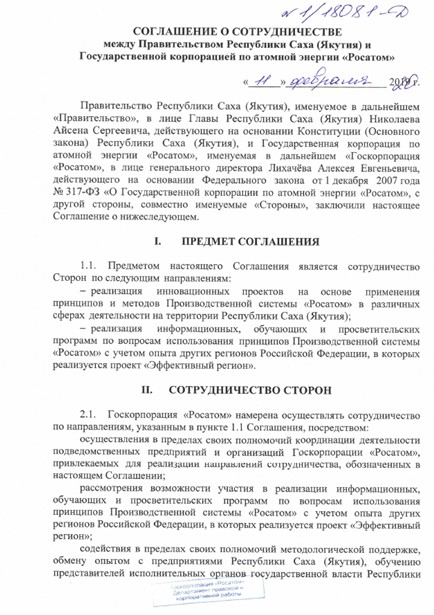 № 1/18081-Д
СОГЛАШЕНИЕ О СОТРУДНИЧЕСТВЕ
между Правительством Республики Саха (Якутия) и
Государственной корпорацией по атомной энергии «Росатом»
« 11 » февраля 20
Правительство Республики Саха (Якутия), именуемое в дальнейшем
«Правительство», в лице Главы Республики Саха (Якутия) Николаева
Айсена Сергеевича, действующего на основании Конституции (Основного
закона) Республики Саха (Якутия), и Государственная корпорация по
атомной энергии «Росатом», именуемая в дальнейшем «Госкорпорация
«Росатом», в лице генерального директора Лихачёва Алексея Евгеньевича,
действующего на основании Федерального закона от 1 декабря 2007 года
№ 317-ФЗ «О Государственной корпорации по атомной энергии «Росатом», с
другой стороны, совместно именуемые «Стороны», заключили настоящее
Соглашение о нижеследующем.
I. ПРЕДМЕТ СОГЛАШЕНИЯ
1.1. Предметом настоящего Соглашения является сотрудничество
Сторон по следующим направлениям:
– реализация инновационных проектов на основе применения
принципов и методов Производственной системы «Росатом» в различных
сферах деятельности на территории Республики Саха (Якутия);
– реализация информационных, обучающих и просветительских
программ по вопросам использования принципов Производственной системы
«Росатом» с учетом опыта других регионов Российской Федерации, в которых
реализуется проект «Эффективный регион».
II. СОТРУДНИЧЕСТВО СТОРОН
2.1. Госкорпорация «Росатом» намерена осуществлять сотрудничество
по направлениям, указанным в пункте 1.1 Соглашения, посредством:
осуществления в пределах своих полномочий координации деятельности
подведомственных предприятий и организаций Госкорпорации «Росатом»,
привлекаемых для реализации направлений сотрудничества, обозначенных в
настоящем Соглашении;
рассмотрения возможности участия в реализации информационных,
обучающих и просветительских программ по вопросам использования
принципов Производственной системы «Росатом» с учетом опыта других
регионов Российской Федерации, в которых реализуется проект «Эффективный
регион»;
содействия в пределах своих полномочий методологической поддержке,
обмену опытом с предприятиями Республики Саха (Якутия), обучению
представителей исполнительных органов государственной власти Республики
Госкорпорация «Росатом»
Департамент правовой и
корпоративной работы